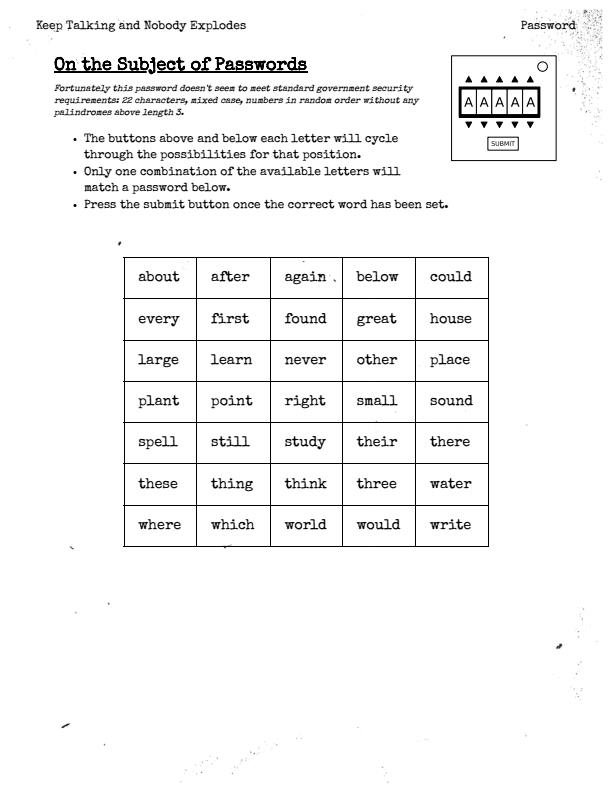 Keep Talking and Nobody Explodes Password
On the Subject of Passwords
Fortunately this password doesn't seem to meet standard government security
requirements: 22 characters, mixed case, numbers in random order without any
palindromes above length 3.
A A A A A
SUBMIT
• The buttons above and below each letter will cycle
through the possibilities for that position.
• Only one combination of the available letters will
match a password below.
• Press the submit button once the correct word has been set.
about after again below could
every first found great house
large learn never other place
plant point right small sound
spell still study their there
these thing think three water
where which world would write